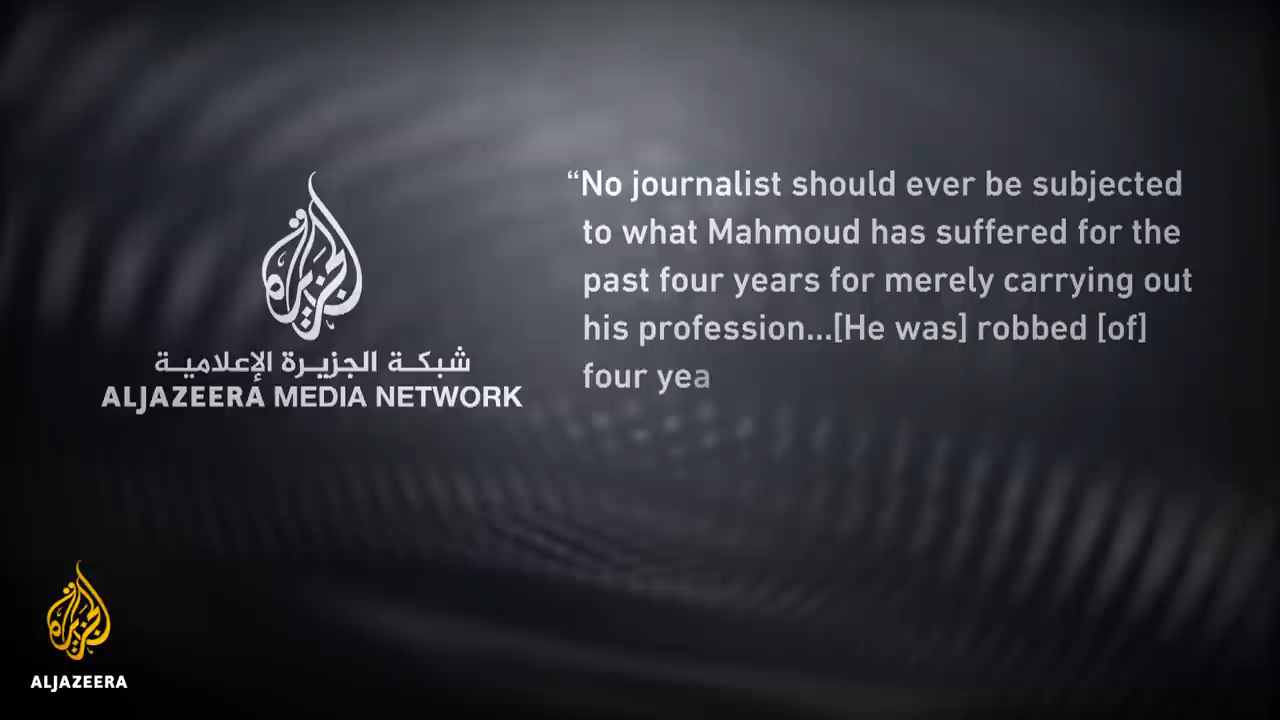 شبكة الجزيرة الإعلامية
ALJAZEERA MEDIA NETWORK
“No journalist should ever be subjected
to what Mahmoud has suffered for the
past four years for merely carrying out
his profession...[He was] robbed [of]
four yea
الجزيرة
ALJAZEERA